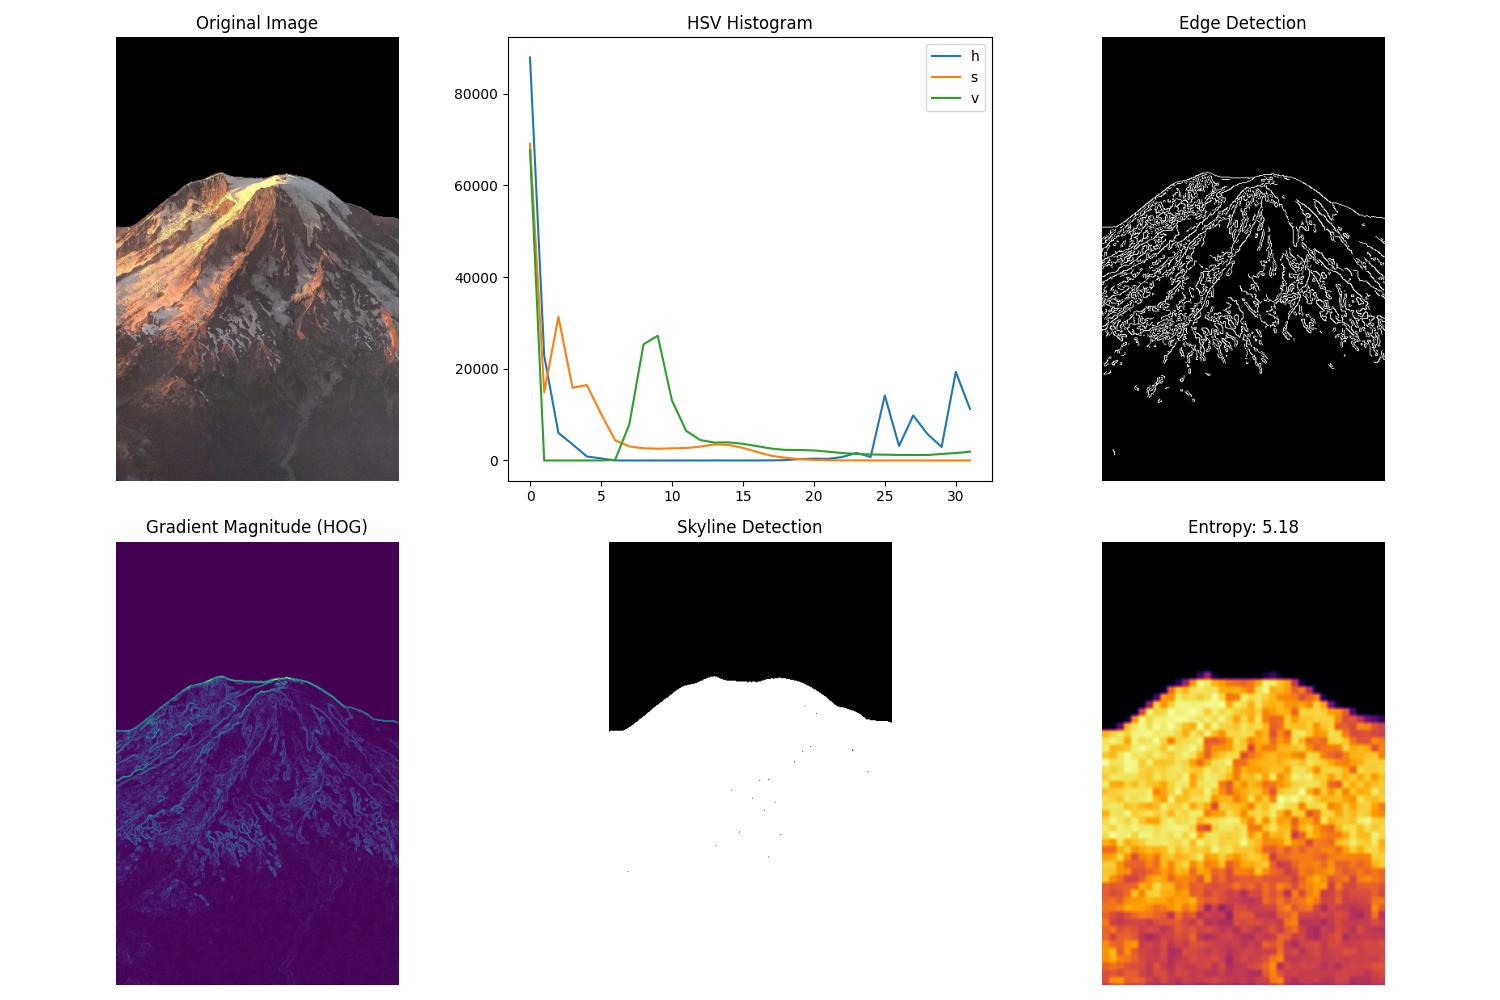 Original Image
HSV Histogram
Edge Detection
h
s
v
80000
60000
40000
20000
0
0 5 10 15 20 25 30
Gradient Magnitude (HOG)
Skyline Detection
Entropy: 5.18